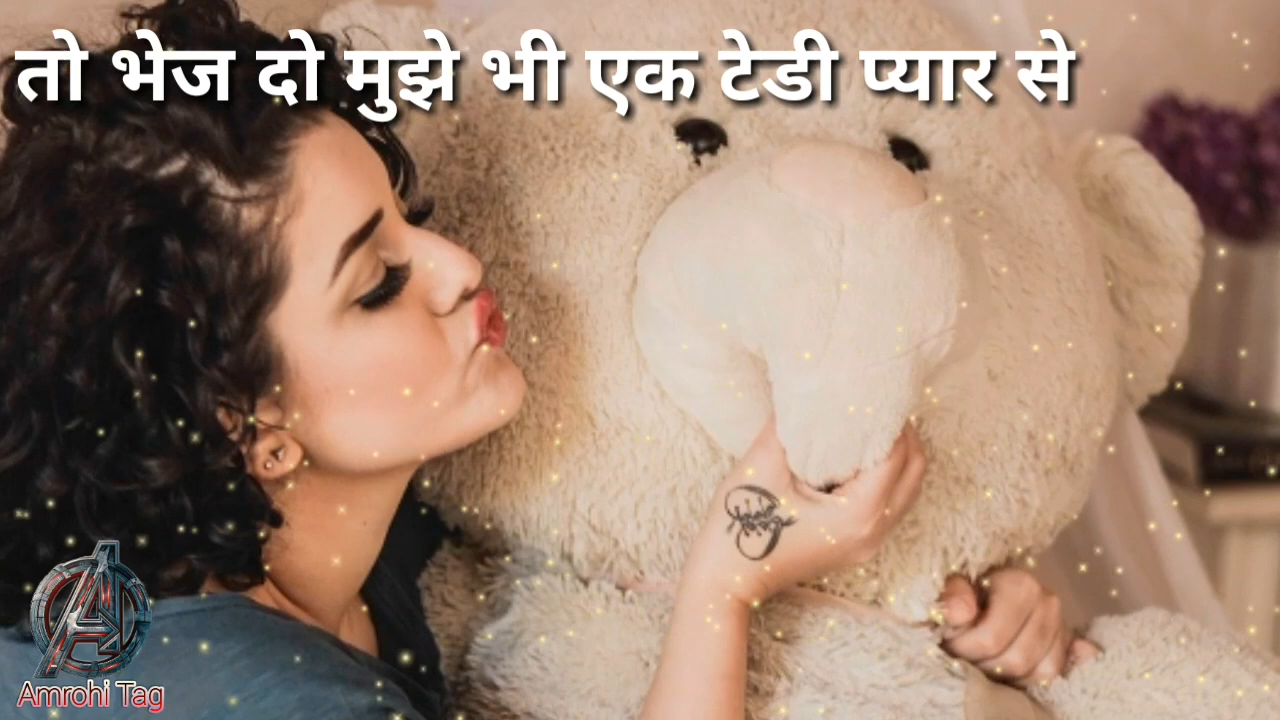 तो भेज दो मुझे भी एक टेडी प्यार से
Amrohi Tag